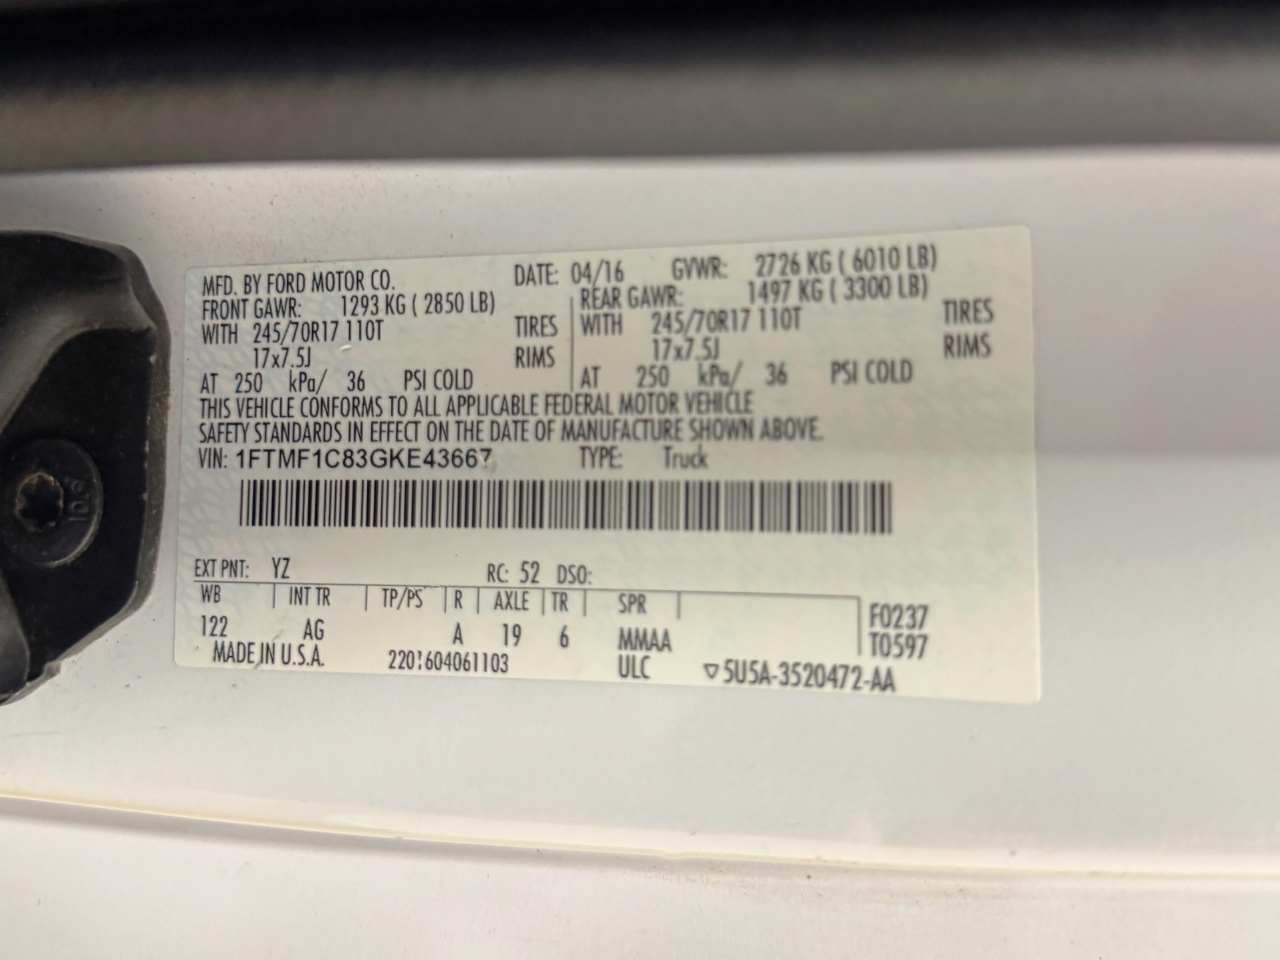 MFD. BY FORD MOTOR CO. DATE: 04/16 GVWR: 2726 KG ( 6010 LB)
FRONT GAWR: 1293 KG ( 2850 LB) REAR GAWR: 1497 KG ( 3300 LB)
WITH 245/70R17 110T TIRES WITH 245/70R17 110T TIRES
17x7.5J RIMS 17x7.5J RIMS
AT 250 kPa/ 36 PSI COLD AT 250 kPa/ 36 PSI COLD
THIS VEHICLE CONFORMS TO ALL APPLICABLE FEDERAL MOTOR VEHICLE
SAFETY STANDARDS IN EFFECT ON THE DATE OF MANUFACTURE SHOWN ABOVE.
VIN: 1FTMF1C83GKE43667 TYPE: Truck
EXT PNT: YZ RC: 52 DSO:
WB INT TR TP/PS R AXLE TR SPR F0237
122 AG A 19 6 MMAA T0597
MADE IN U.S.A. 2201604061103 ULC ▽5U5A-3520472-AA
10.9